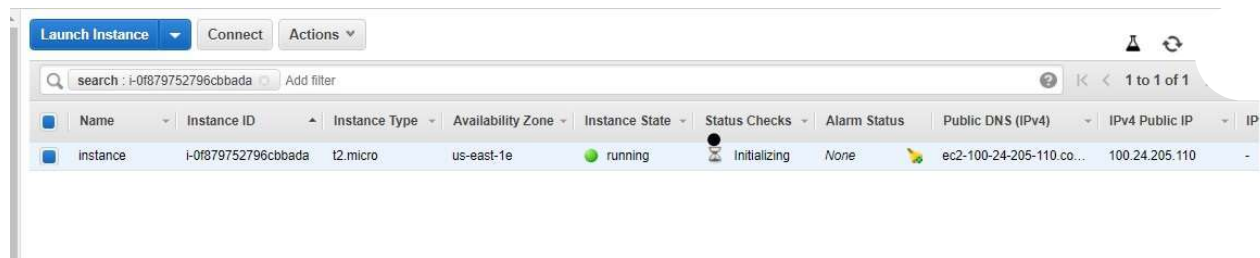 Launch Instance Connect Actions
search : i-0f879752796cbbada Add filter ? 1 to 1 of 1
Name Instance ID Instance Type Availability Zone Instance State Status Checks Alarm Status Public DNS (IPv4) IPv4 Public IP IP
instance i-0f879752796cbbada t2.micro us-east-1e running Initializing None ec2-100-24-205-110.co... 100.24.205.110 -